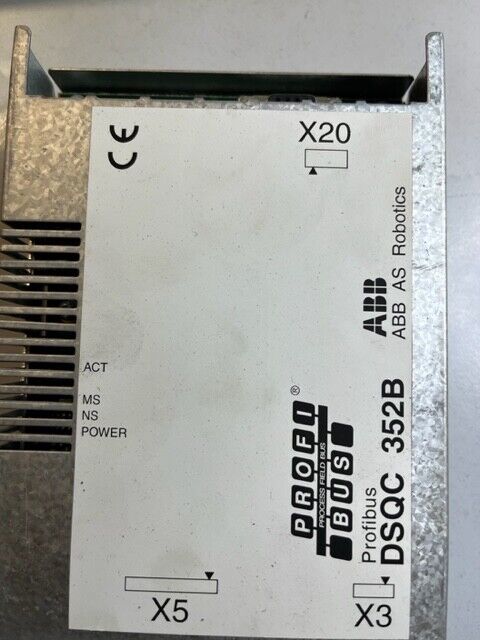 CE
X20
ABB
ABB AS Robotics
ACT
MS
NS
POWER
PROFI®
PROCESS FIELD BUS
BUS
Profibus
DSQC 352B
X5
X3